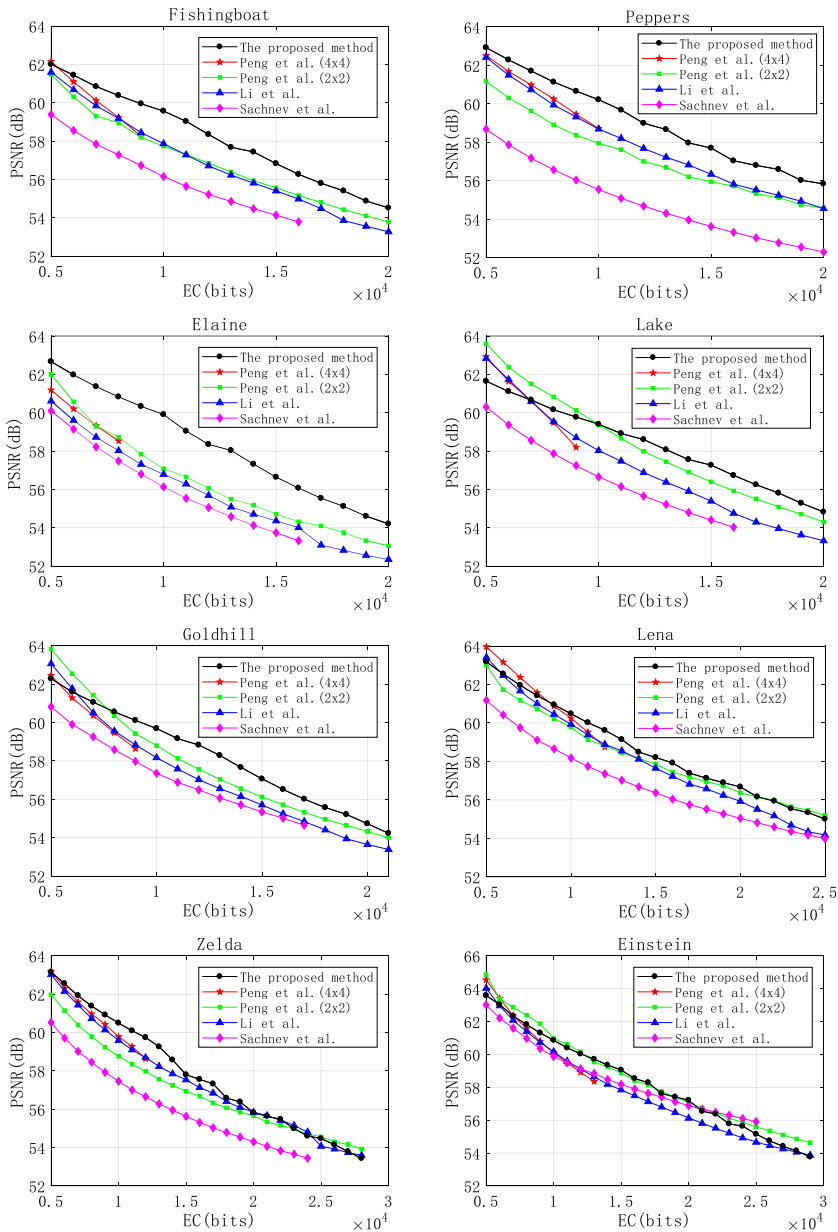 Fishingboat
64
62
60
58
56
54
52
PSNR(dB)
The proposed method
Peng et al.(4x4)
Peng et al.(2x2)
Li et al.
Sachnev et al.
0.5
1
1.5
2
EC(bits)
×10^4
Peppers
64
62
60
58
56
54
52
PSNR(dB)
The proposed method
Peng et al.(4x4)
Peng et al.(2x2)
Li et al.
Sachnev et al.
0.5
1
1.5
2
EC(bits)
×10^4
Elaine
64
62
60
58
56
54
52
PSNR(dB)
The proposed method
Peng et al.(4x4)
Peng et al.(2x2)
Li et al.
Sachnev et al.
0.5
1
1.5
2
EC(bits)
×10^4
Lake
64
62
60
58
56
54
52
PSNR(dB)
The proposed method
Peng et al.(4x4)
Peng et al.(2x2)
Li et al.
Sachnev et al.
0.5
1
1.5
2
EC(bits)
×10^4
Goldhill
64
62
60
58
56
54
52
PSNR(dB)
The proposed method
Peng et al.(4x4)
Peng et al.(2x2)
Li et al.
Sachnev et al.
0.5
1
1.5
2
EC(bits)
×10^4
Lena
64
62
60
58
56
54
52
PSNR(dB)
The proposed method
Peng et al.(4x4)
Peng et al.(2x2)
Li et al.
Sachnev et al.
0.5
1
1.5
2
2.5
EC(bits)
×10^4
Zelda
64
62
60
58
56
54
52
PSNR(dB)
The proposed method
Peng et al.(4x4)
Peng et al.(2x2)
Li et al.
Sachnev et al.
0.5
1
1.5
2
2.5
3
EC(bits)
×10^4
Einstein
66
64
62
60
58
56
54
52
PSNR(dB)
The proposed method
Peng et al.(4x4)
Peng et al.(2x2)
Li et al.
Sachnev et al.
0.5
1
1.5
2
2.5
3
EC(bits)
×10^4